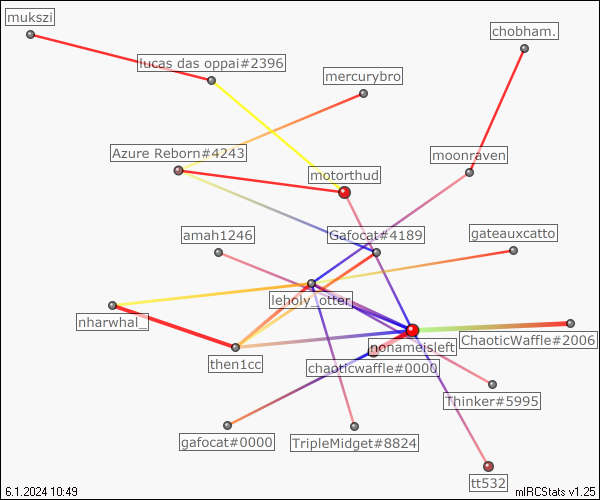 mukszi
chobham.
lucas das oppai#2396
mercurybro
Azure Reborn#4243
moonraven
motorthud
amah1246
Gafocat#4189
gateauxcatto
leholy_otter
nharwhal_
nonameisleft
ChaoticWaffle#2006
then1cc
chaoticwaffle#0000
Thinker#5995
gafocat#0000
TripleMidget#8824
tt532
6.1.2024 10:49
mIRCStats v1.25